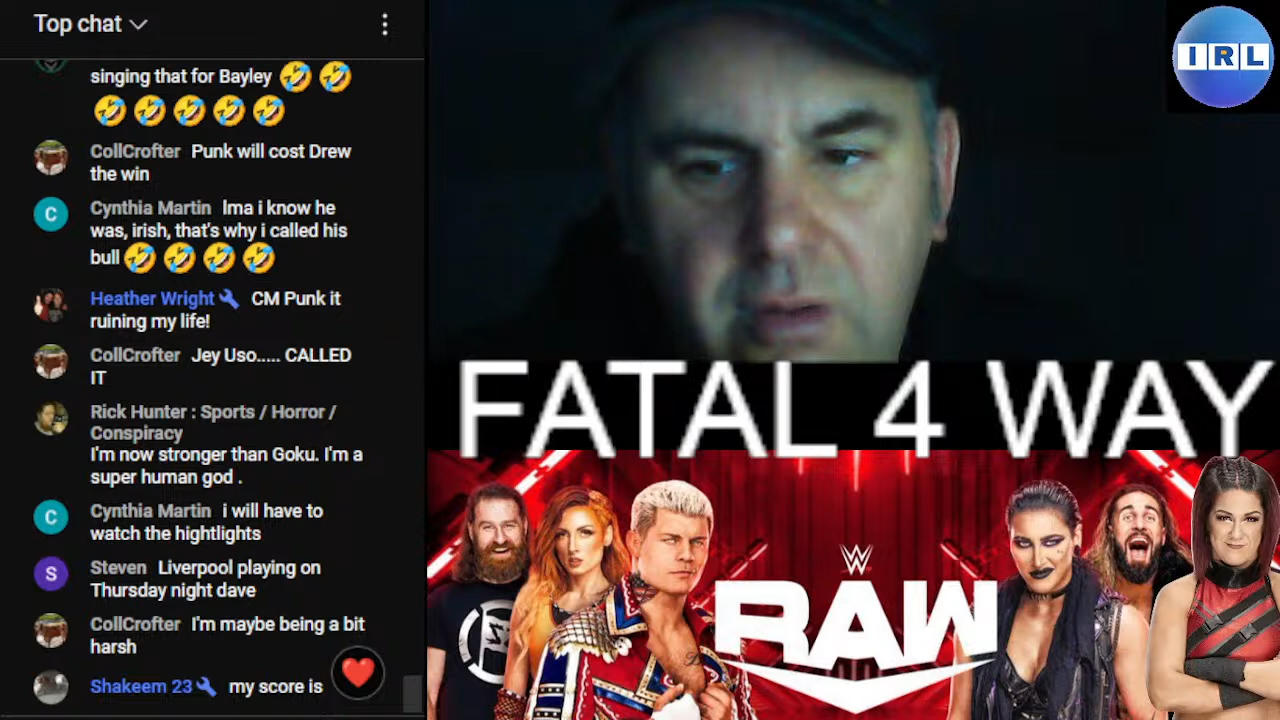 Top chat
singing that for Bayley 🤣 🤣
🤣 🤣 🤣 🤣 🤣
CollCrofter Punk will cost Drew
the win
C
Cynthia Martin lma i know he
was, irish, that's why i called his
bull 🤣 🤣 🤣 🤣
Heather Wright CM Punk it
ruining my life!
CollCrofter Jey Uso..... CALLED
IT
Rick Hunter : Sports / Horror /
Conspiracy
I'm now stronger than Goku. I'm a
super human god .
C
Cynthia Martin i will have to
watch the hightlights
S
Steven Liverpool playing on
Thursday night dave
CollCrofter I'm maybe being a bit
harsh
Shakeem 23 my score is
IRL
FATAL 4 WAY
W
RAW